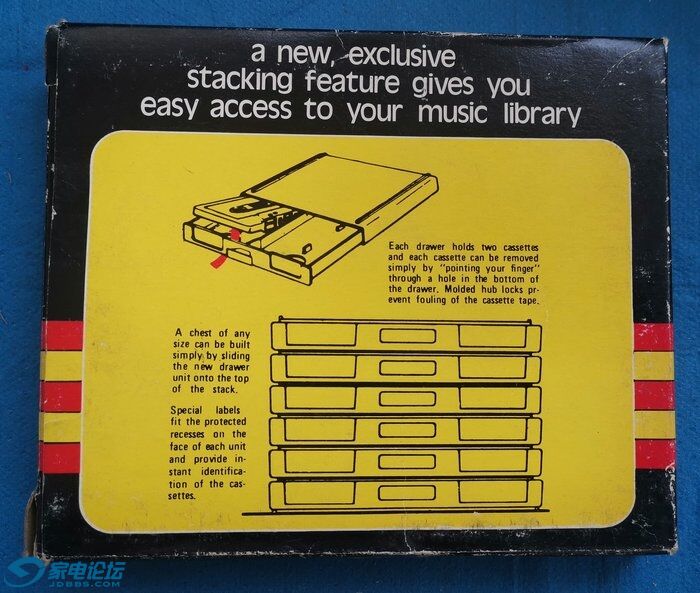 a new, exclusive
stacking feature gives you
easy access to your music library
Each drawer holds two cassettes
and each cassette can be removed
simply by "pointing your finger"
through a hole in the bottom of
the drawer. Molded hub locks pr-
event fouling of the cassette tape.
A chest of any
size can be built
simply by sliding
the new drawer
unit onto the top
of the stack.
Special labels
fit the protected
recesses on the
face of each unit
and provide in-
stant identifica-
tion of the cas-
settes.
家电论坛
JDBBS.COM